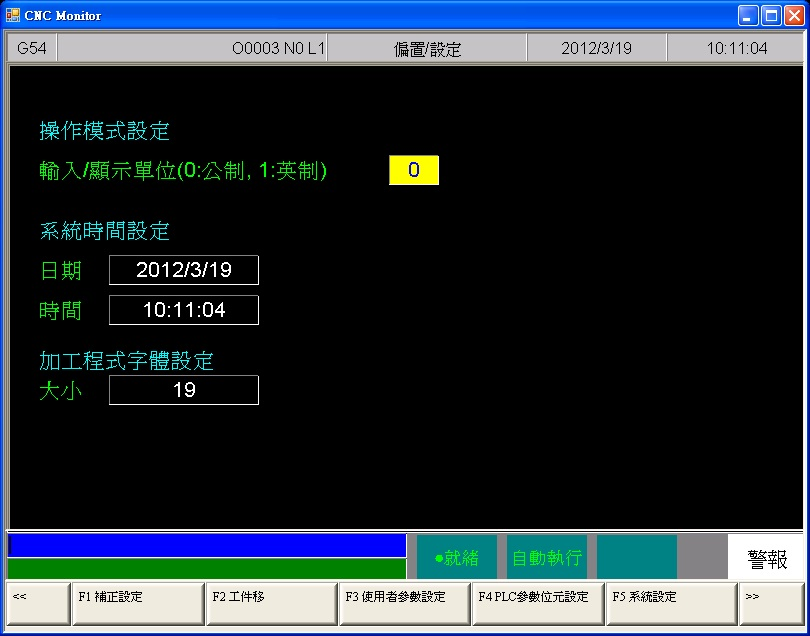 CNC Monitor
G54 O0003 N0 L1 偏置/設定 2012/3/19 10:11:04
操作模式設定
輸入/顯示單位(0:公制, 1:英制) 0
系統時間設定
日期 2012/3/19
時間 10:11:04
加工程式字體設定
大小 19
●就緒 自動執行 警報
<< F1 補正設定 F2 工件移 F3 使用者參數設定 F4 PLC參數位元設定 F5 系統設定 >>